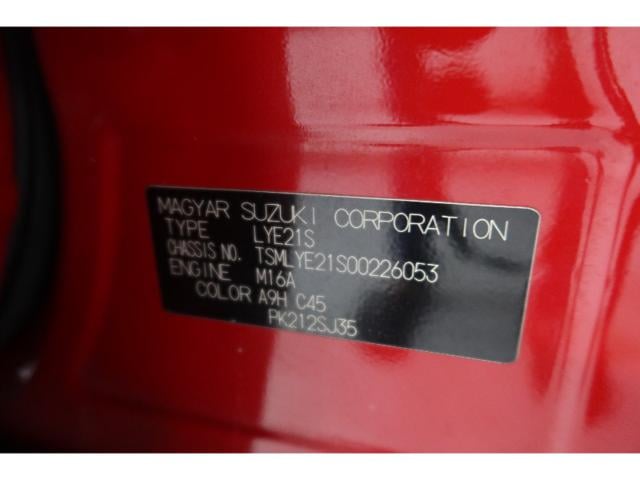 MAGYAR SUZUKI CORPORATION
TYPE LYE21S
CHASSIS NO. TSMLYE21S00226053
ENGINE M16A
COLOR A9H C45
PK212SJ35